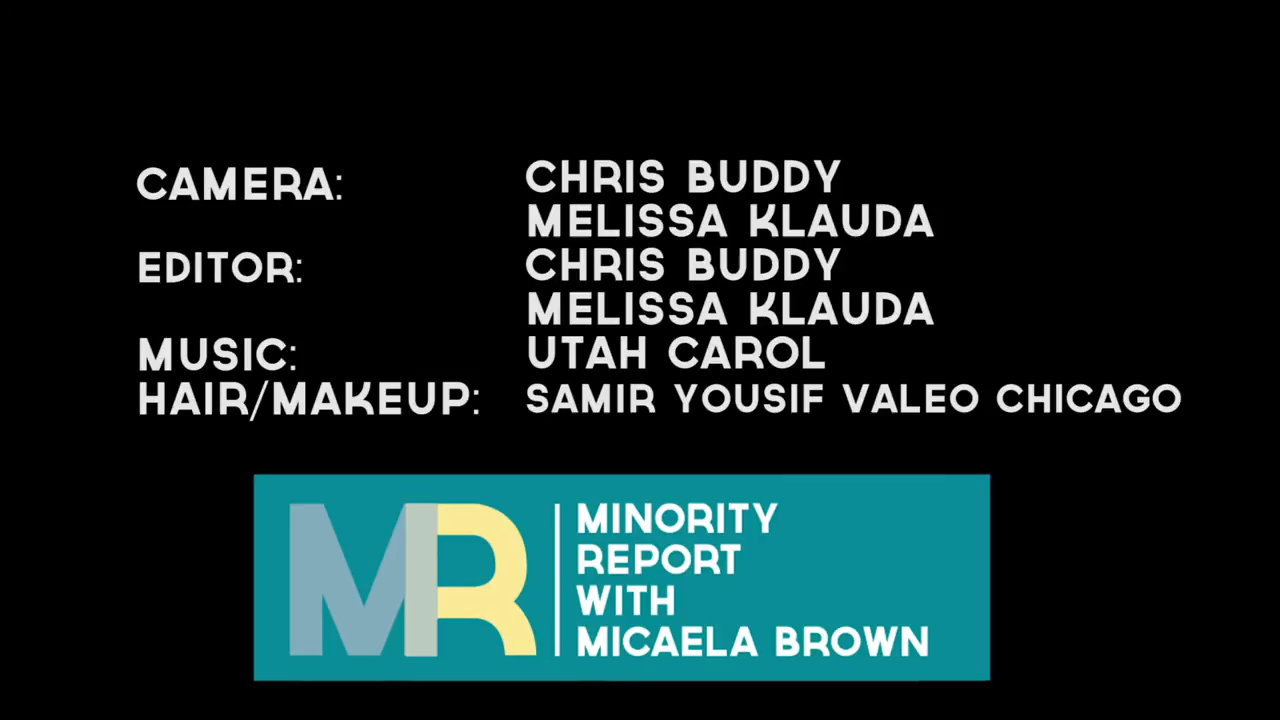 CAMERA: CHRIS BUDDY
MELISSA KLAUDA
EDITOR: CHRIS BUDDY
MELISSA KLAUDA
MUSIC: UTAH CAROL
HAIR/MAKEUP: SAMIR YOUSIF VALEO CHICAGO
MR
MINORITY
REPORT
WITH
MICAELA BROWN